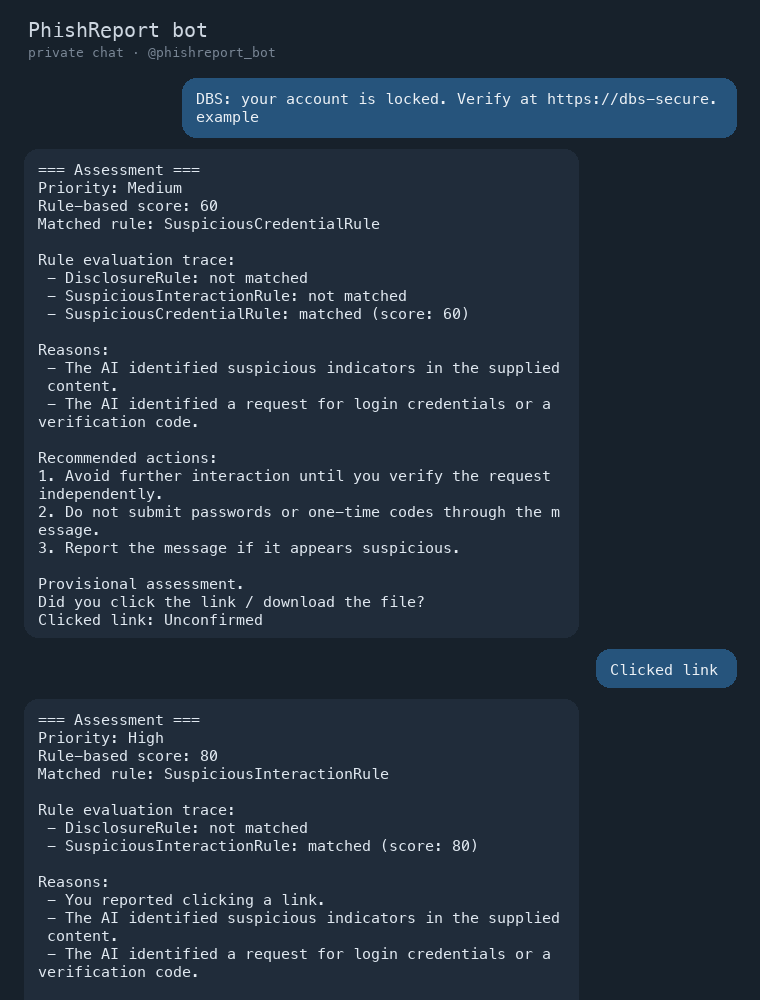 PhishReport bot
private chat · @phishreport_bot
DBS: your account is locked. Verify at https://dbs-secure.
example
=== Assessment ===
Priority: Medium
Rule-based score: 60
Matched rule: SuspiciousCredentialRule
Rule evaluation trace:
- DisclosureRule: not matched
- SuspiciousInteractionRule: not matched
- SuspiciousCredentialRule: matched (score: 60)
Reasons:
- The AI identified suspicious indicators in the supplied
content.
- The AI identified a request for login credentials or a
verification code.
Recommended actions:
1. Avoid further interaction until you verify the request
independently.
2. Do not submit passwords or one-time codes through the m
essage.
3. Report the message if it appears suspicious.
Provisional assessment.
Did you click the link / download the file?
Clicked link: Unconfirmed
Clicked link
=== Assessment ===
Priority: High
Rule-based score: 80
Matched rule: SuspiciousInteractionRule
Rule evaluation trace:
- DisclosureRule: not matched
- SuspiciousInteractionRule: matched (score: 80)
Reasons:
- You reported clicking a link.
- The AI identified suspicious indicators in the supplied
content.
- The AI identified a request for login credentials or a
verification code.